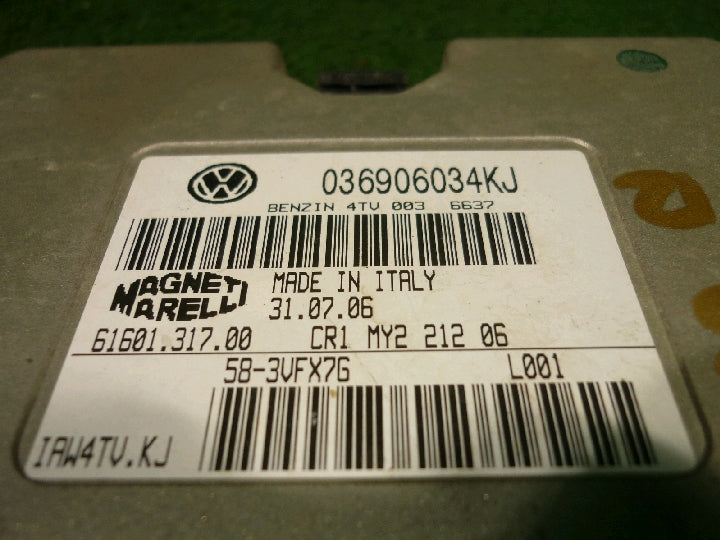 036906034KJ
BENZIN 4TV 003 6637
MAGNETI MARELLI
MADE IN ITALY
31.07.06
61601.317.00 CR1 MY2 212 06
58-3VFX7G L001
IAW4TV.KJ